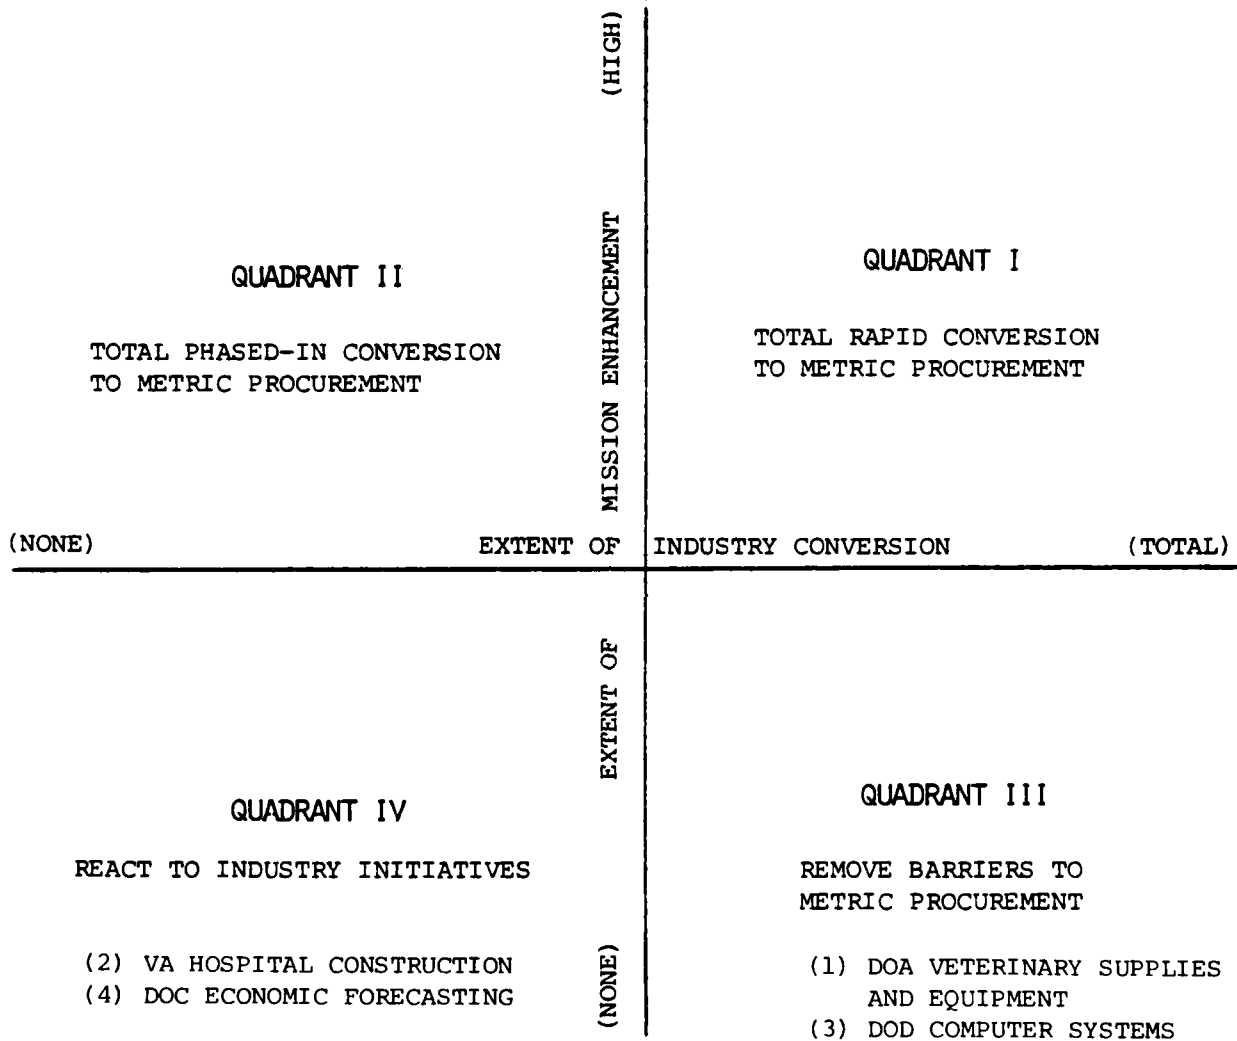 (HIGH)
MISSION ENHANCEMENT
EXTENT OF
(NONE)
QUADRANT II
TOTAL PHASED-IN CONVERSION
TO METRIC PROCUREMENT
QUADRANT I
TOTAL RAPID CONVERSION
TO METRIC PROCUREMENT
(NONE) EXTENT OF INDUSTRY CONVERSION (TOTAL)
QUADRANT IV
REACT TO INDUSTRY INITIATIVES
(2) VA HOSPITAL CONSTRUCTION
(4) DOC ECONOMIC FORECASTING
QUADRANT III
REMOVE BARRIERS TO
METRIC PROCUREMENT
(1) DOA VETERINARY SUPPLIES
AND EQUIPMENT
(3) DOD COMPUTER SYSTEMS